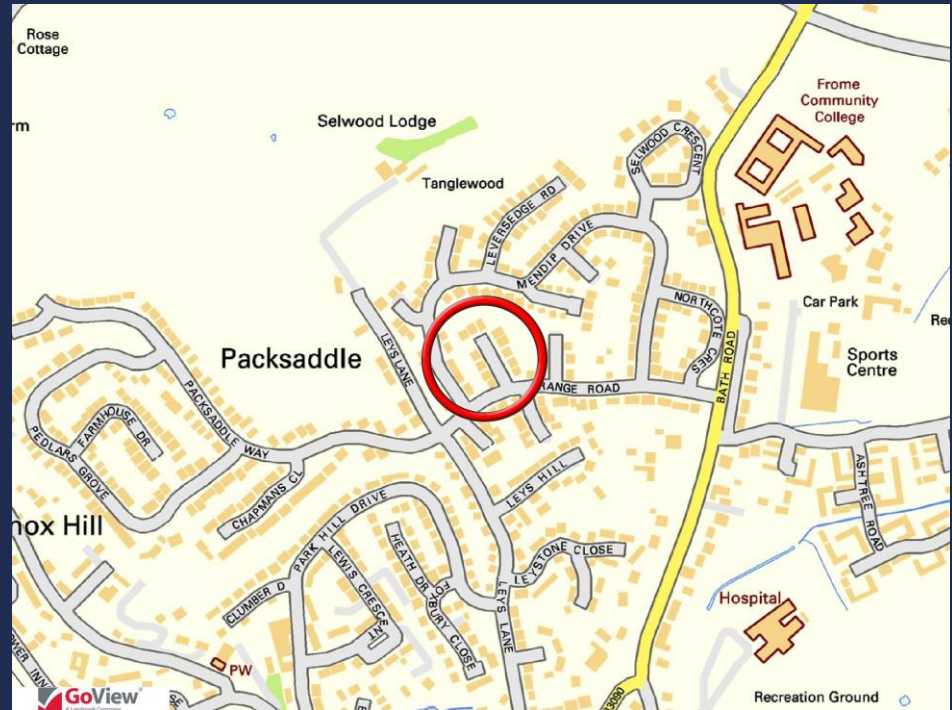 Rose
Cottage
rm
Selwood Lodge
Tanglewood
Frome
Community
College
SELWOOD CRESCENT
LEVERSEDGE RD
MENDIP DRIVE
NORTHCOTE CRES
BATH ROAD
Car Park
Sports
Centre
LEYS LANE
Packsaddle
RANGE ROAD
PACKSADDLE WAY
FARMHOUSE DR
PEDLARS GROVE
CHAPMANS CL
LEYS HILL
ASHTREE ROAD
nox Hill
PARK HILL DRIVE
HEATH DR
LEWIS CRESCENT
CLUMBER D
LEYSTONE CLOSE
LEYS LANE
Hospital
PW
Recreation Ground
GoView
A Landmark Company